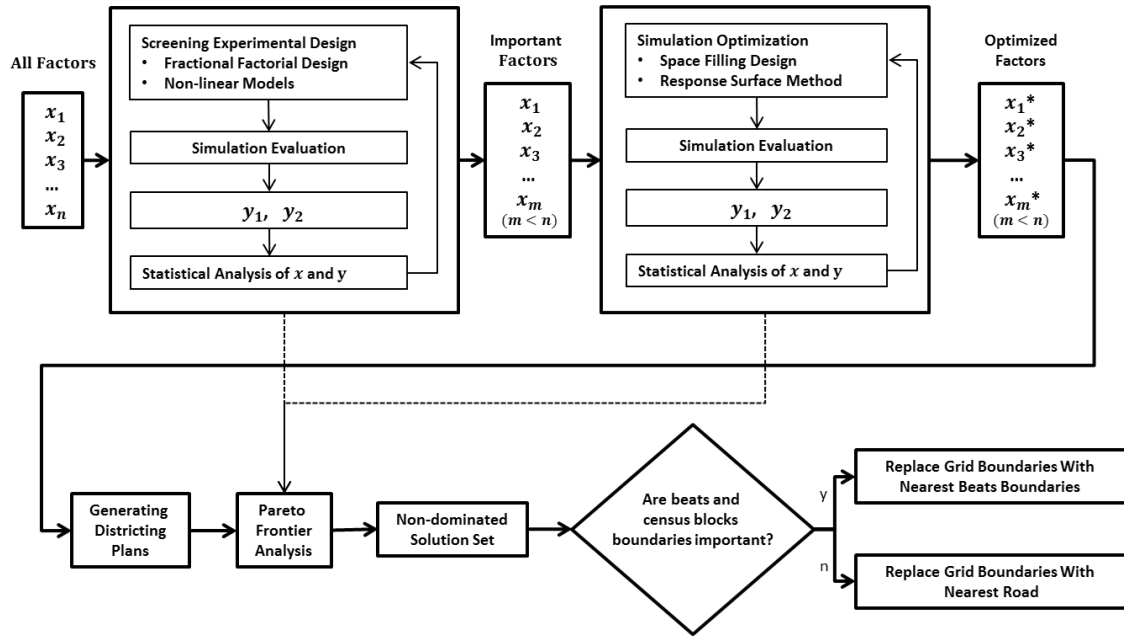 All Factors
x₁
x₂
x₃
...
xₙ
Screening Experimental Design
• Fractional Factorial Design
• Non-linear Models
Simulation Evaluation
y₁, y₂
Statistical Analysis of x and y
Important
Factors
x₁
x₂
x₃
...
xₘ
(m < n)
Simulation Optimization
• Space Filling Design
• Response Surface Method
Simulation Evaluation
y₁, y₂
Statistical Analysis of x and y
Optimized
Factors
x₁*
x₂*
x₃*
...
xₘ*
(m < n)
Generating
Districting
Plans
Pareto
Frontier
Analysis
Non-dominated
Solution Set
Are beats and
census blocks
boundaries important?
y
Replace Grid Boundaries With
Nearest Beats Boundaries
n
Replace Grid Boundaries With
Nearest Road